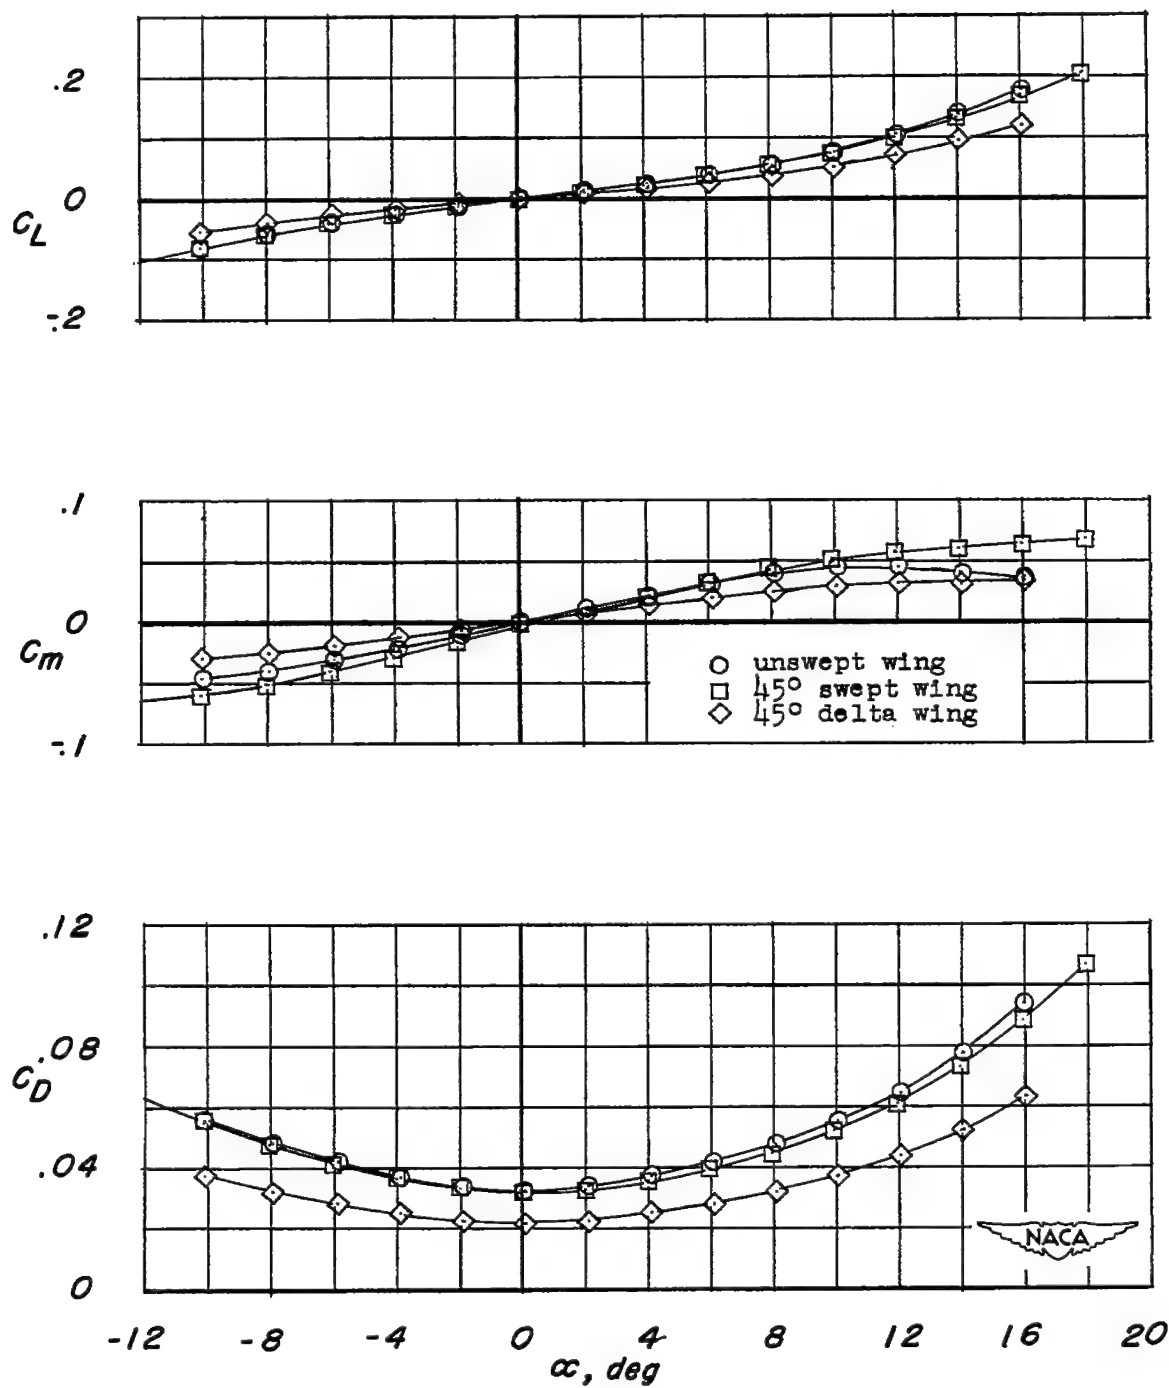 .2
0
C_L
-.2
.1
0
C_m
-.1
○ unswept wing
□ 45° swept wing
◇ 45° delta wing
.12
.08
C_D
.04
0
NACA
-12 -8 -4 0 4 8 12 16 20
α, deg